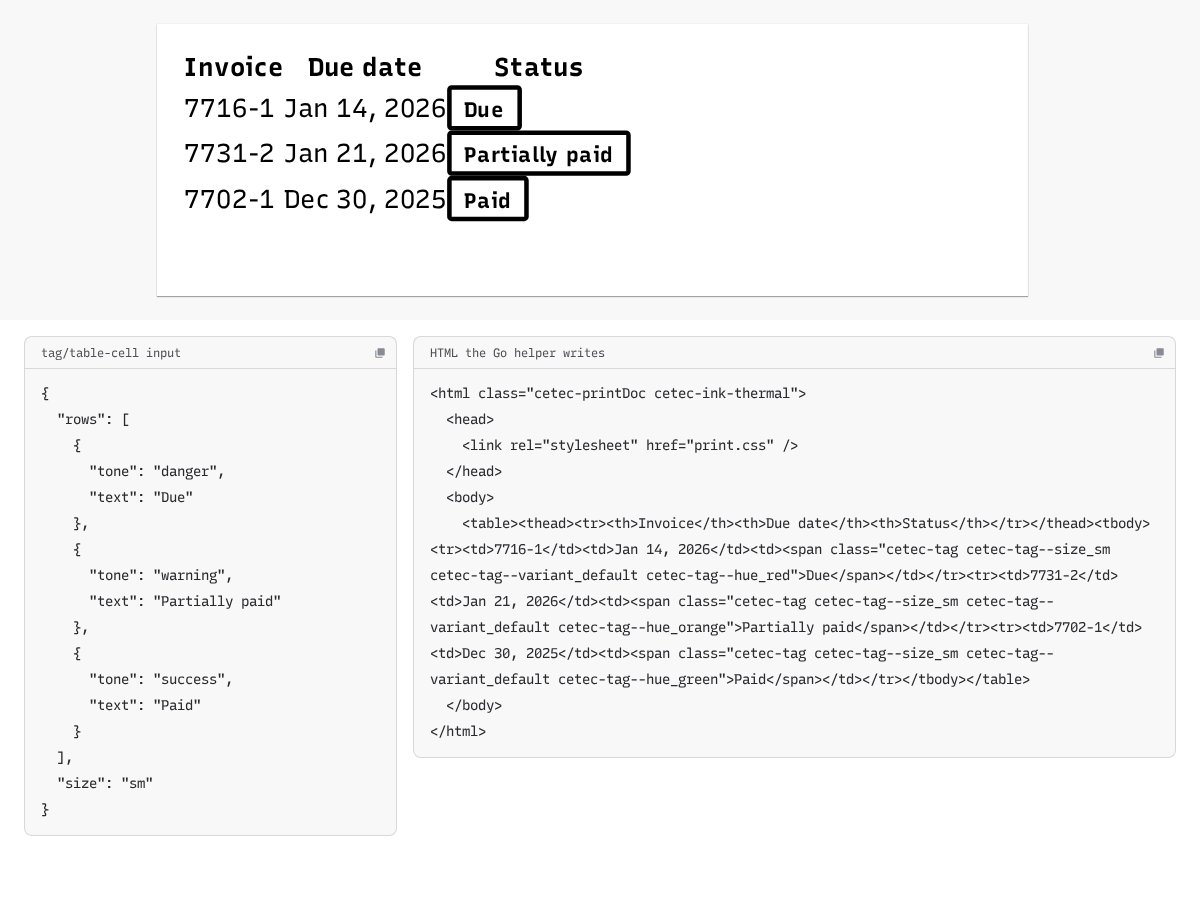 Invoice Due date Status
7716-1 Jan 14, 2026 Due
7731-2 Jan 21, 2026 Partially paid
7702-1 Dec 30, 2025 Paid
tag/table-cell input
{
  "rows": [
    {
      "tone": "danger",
      "text": "Due"
    },
    {
      "tone": "warning",
      "text": "Partially paid"
    },
    {
      "tone": "success",
      "text": "Paid"
    }
  ],
  "size": "sm"
}
HTML the Go helper writes
<html class="cetec-printDoc cetec-ink-thermal">
  <head>
    <link rel="stylesheet" href="print.css" />
  </head>
  <body>
    <table><thead><tr><th>Invoice</th><th>Due date</th><th>Status</th></tr></thead><tbody>
<tr><td>7716-1</td><td>Jan 14, 2026</td><td><span class="cetec-tag cetec-tag--size_sm
cetec-tag--variant_default cetec-tag--hue_red">Due</span></td></tr><tr><td>7731-2</td>
<td>Jan 21, 2026</td><td><span class="cetec-tag cetec-tag--size_sm cetec-tag--
variant_default cetec-tag--hue_orange">Partially paid</span></td></tr><tr><td>7702-1</td>
<td>Dec 30, 2025</td><td><span class="cetec-tag cetec-tag--size_sm cetec-tag--
variant_default cetec-tag--hue_green">Paid</span></td></tr></tbody></table>
  </body>
</html>